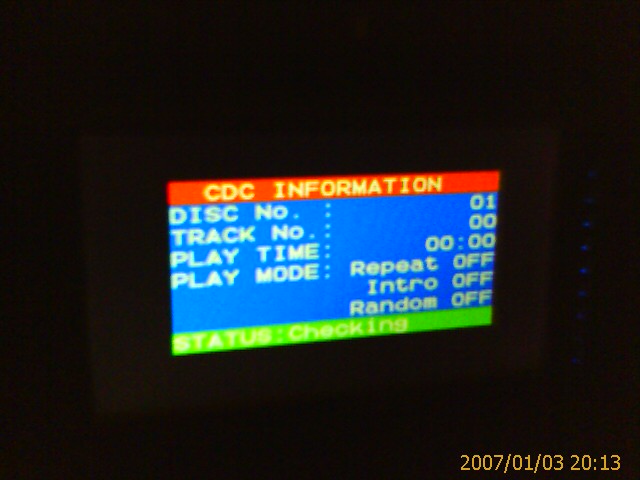 CDC INFORMATION
DISC No. : 01
TRACK No.: 00
PLAY TIME: 00:00
PLAY MODE: Repeat OFF
Intro OFF
Random OFF
STATUS:Checking
2007/01/03 20:13